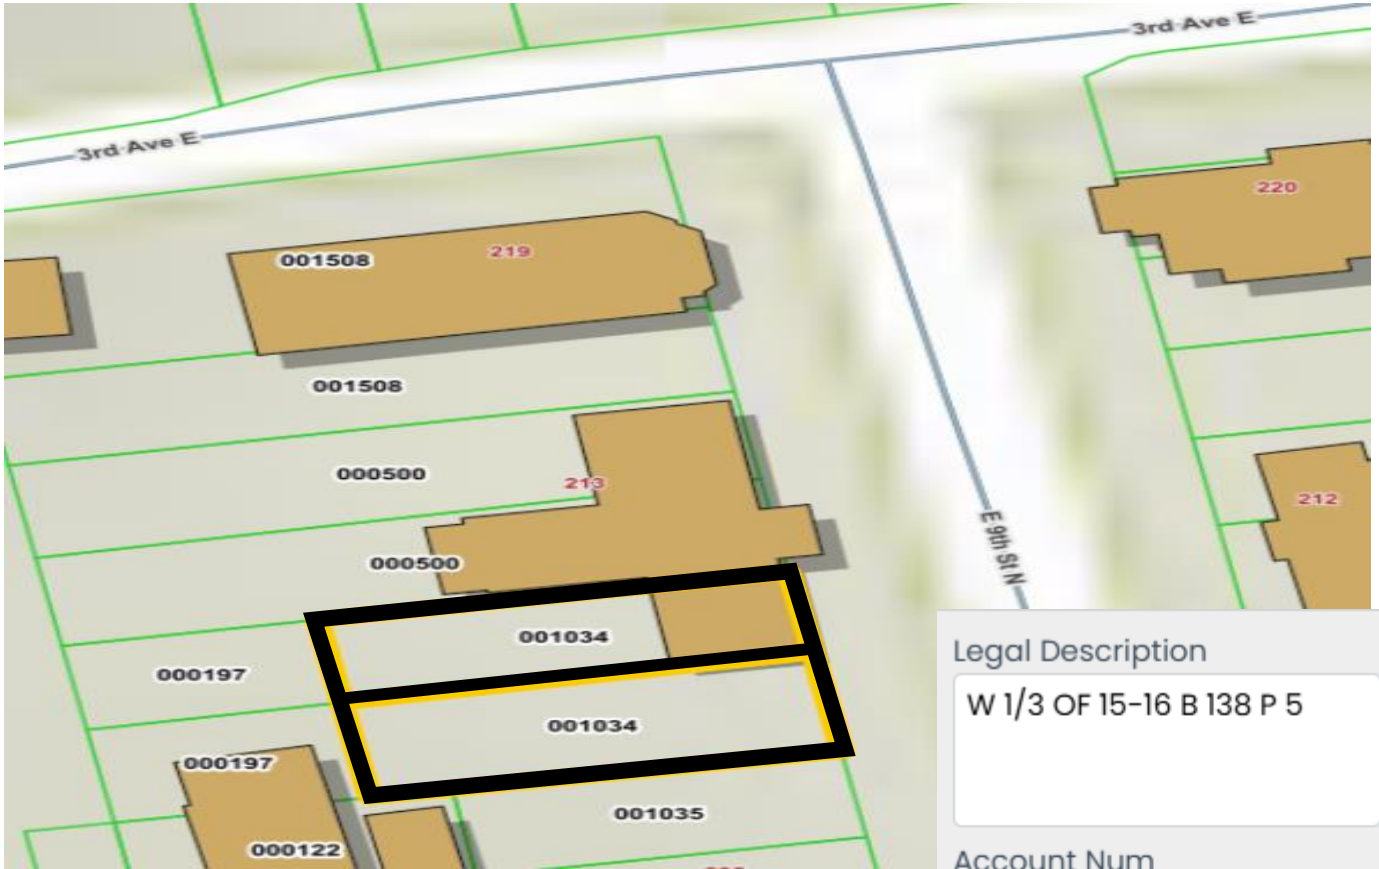 3rd Ave E
3rd Ave E
220
001508
219
001508
000500
213
212
E 9th St N
000500
001034
000197
001034
000197
001035
000122
Legal Description
W 1/3 OF 15-16 B 138 P 5
Account Num